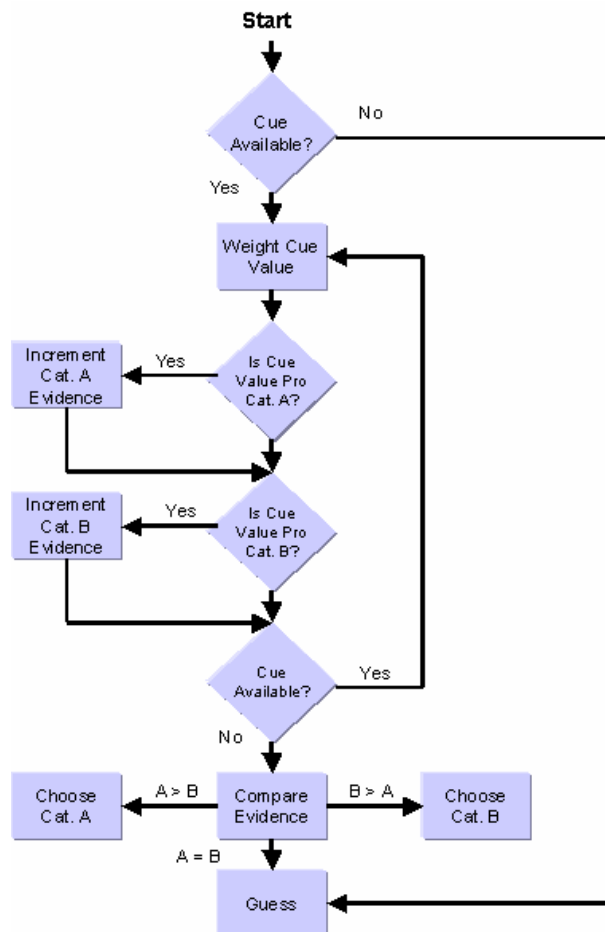 Start
Cue
Available?
No
Yes
Weight Cue
Value
Is Cue
Value Pro
Cat. A?
Yes
Increment
Cat. A
Evidence
Is Cue
Value Pro
Cat. B?
Yes
Increment
Cat. B
Evidence
Cue
Available?
Yes
No
Compare
Evidence
A > B
Choose
Cat. A
B > A
Choose
Cat. B
A = B
Guess